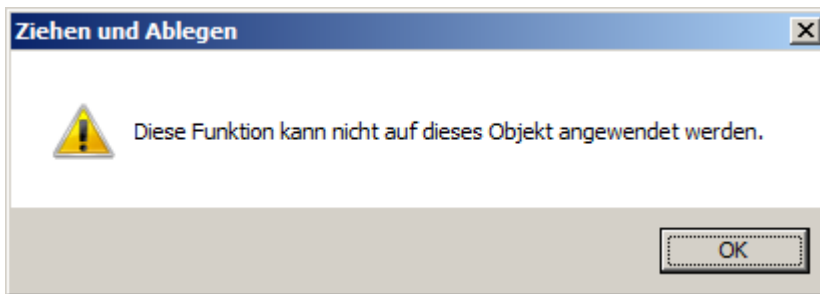 Ziehen und Ablegen
Diese Funktion kann nicht auf dieses Objekt angewendet werden.
OK